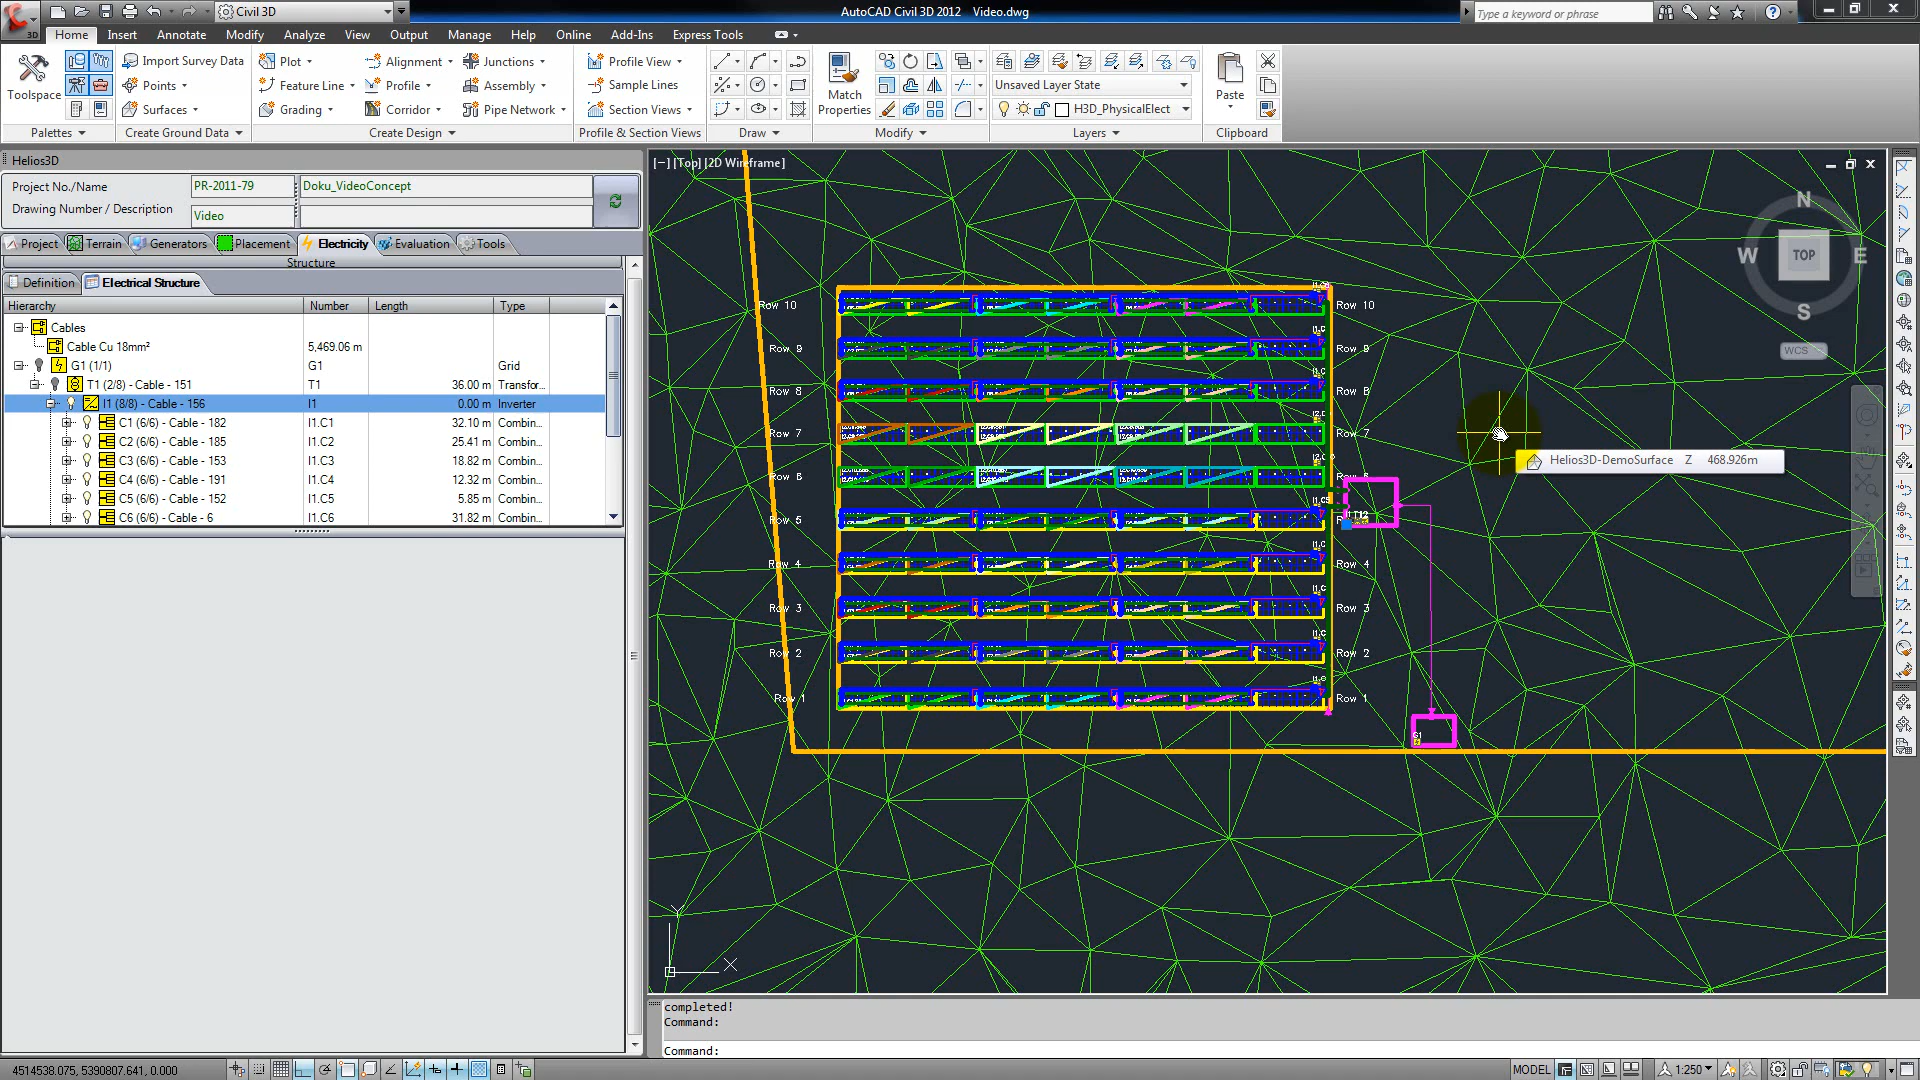 Civil 3D
AutoCAD Civil 3D 2012 Video.dwg
Type a keyword or phrase
3D
Home Insert Annotate Modify Analyze View Output Manage Help Online Add-Ins Express Tools
Toolspace
Import Survey Data
Points
Surfaces
Plot
Feature Line
Grading
Alignment
Profile
Corridor
Junctions
Assembly
Pipe Network
Profile View
Sample Lines
Section Views
Match
Properties
Unsaved Layer State
H3D_PhysicalElect
Paste
Palettes
Create Ground Data
Create Design
Profile & Section Views
Draw
Modify
Layers
Clipboard
Helios3D
Project No./Name PR-2011-79 Doku_VideoConcept
Drawing Number / Description Video
Project Terrain Generators Placement Electricity Evaluation Tools
Structure
Definition Electrical Structure
Hierarchy Number Length Type
Cables
Cable Cu 18mm² 5,469.06 m
G1 (1/1) G1 Grid
T1 (2/8) - Cable - 151 T1 36.00 m Transfor...
I1 (8/8) - Cable - 156 I1 0.00 m Inverter
C1 (6/6) - Cable - 182 I1.C1 32.10 m Combin...
C2 (6/6) - Cable - 185 I1.C2 25.41 m Combin...
C3 (6/6) - Cable - 153 I1.C3 18.82 m Combin...
C4 (6/6) - Cable - 191 I1.C4 12.32 m Combin...
C5 (6/6) - Cable - 152 I1.C5 5.85 m Combin...
C6 (6/6) - Cable - 6 I1.C6 31.82 m Combin...
[−] [Top] [2D Wireframe]
N
W TOP E
S
WCS
Row 10 Row 10
Row 9 Row 9
Row 8 Row 8
Row 7 Row 7
Row 6
Row 5
Row 4 Row 4
Row 3 Row 3
Row 2 Row 2
Row 1 Row 1
Helios3D-DemoSurface Z 468.926m
G1
Y
X
completed!
Command:
Command:
4514538.075, 5390807.641, 0.000
MODEL
1:250